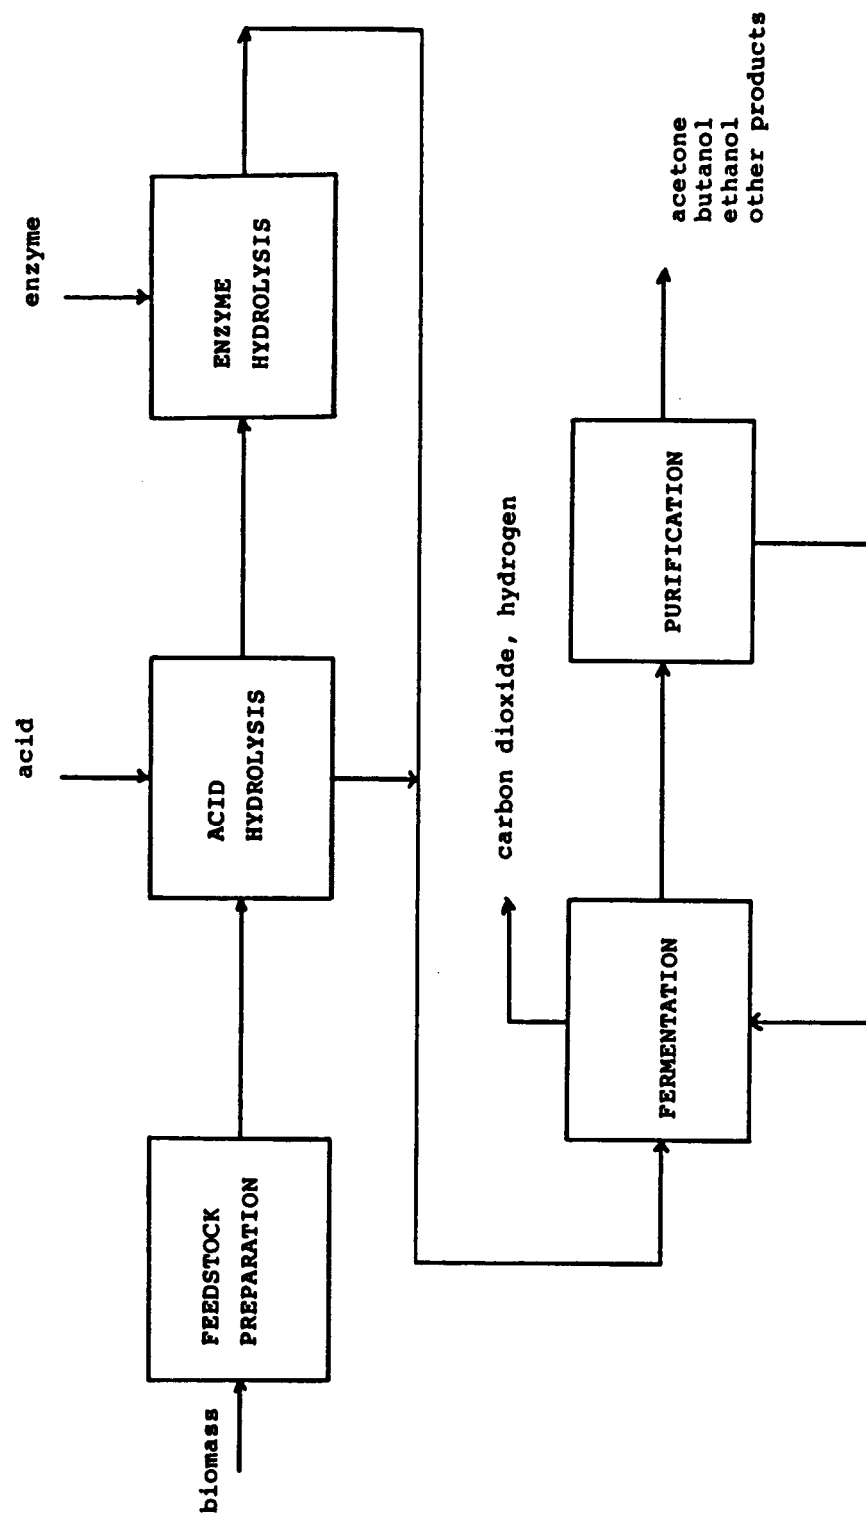 acid
enzyme
biomass
FEEDSTOCK
PREPARATION
ACID
HYDROLYSIS
ENZYME
HYDROLYSIS
carbon dioxide, hydrogen
FERMENTATION
PURIFICATION
acetone
butanol
ethanol
other products